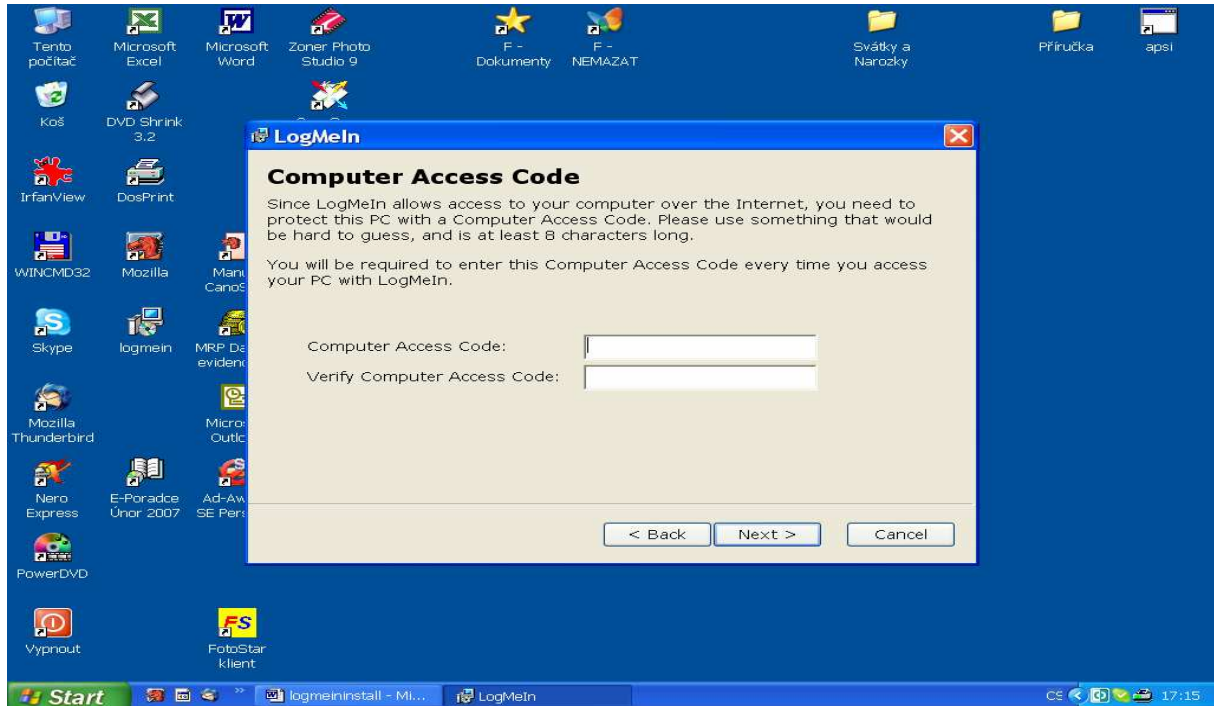 Tento
počítač
Microsoft
Excel
Microsoft
Word
Zoner Photo
Studio 9
F -
Dokumenty
F -
NEMAZAT
Svátky a
Narozky
Příručka
apsi
Koš
DVD Shrink
3.2
IrfanView
DosPrint
WINCMD32
Mozilla
Skype
logmein
MRP
Mozilla
Thunderbird
Nero
Express
E-Poradce
Únor 2007
SE
PowerDVD
Vypnout
FotoStar
klient
LogMeIn
Computer Access Code
Since LogMeIn allows access to your computer over the Internet, you need to
protect this PC with a Computer Access Code. Please use something that would
be hard to guess, and is at least 8 characters long.
You will be required to enter this Computer Access Code every time you access
your PC with LogMeIn.
Computer Access Code:
Verify Computer Access Code:
< Back
Next >
Cancel
Start
logmeininstall - Mi...
LogMeIn
CS
17:15